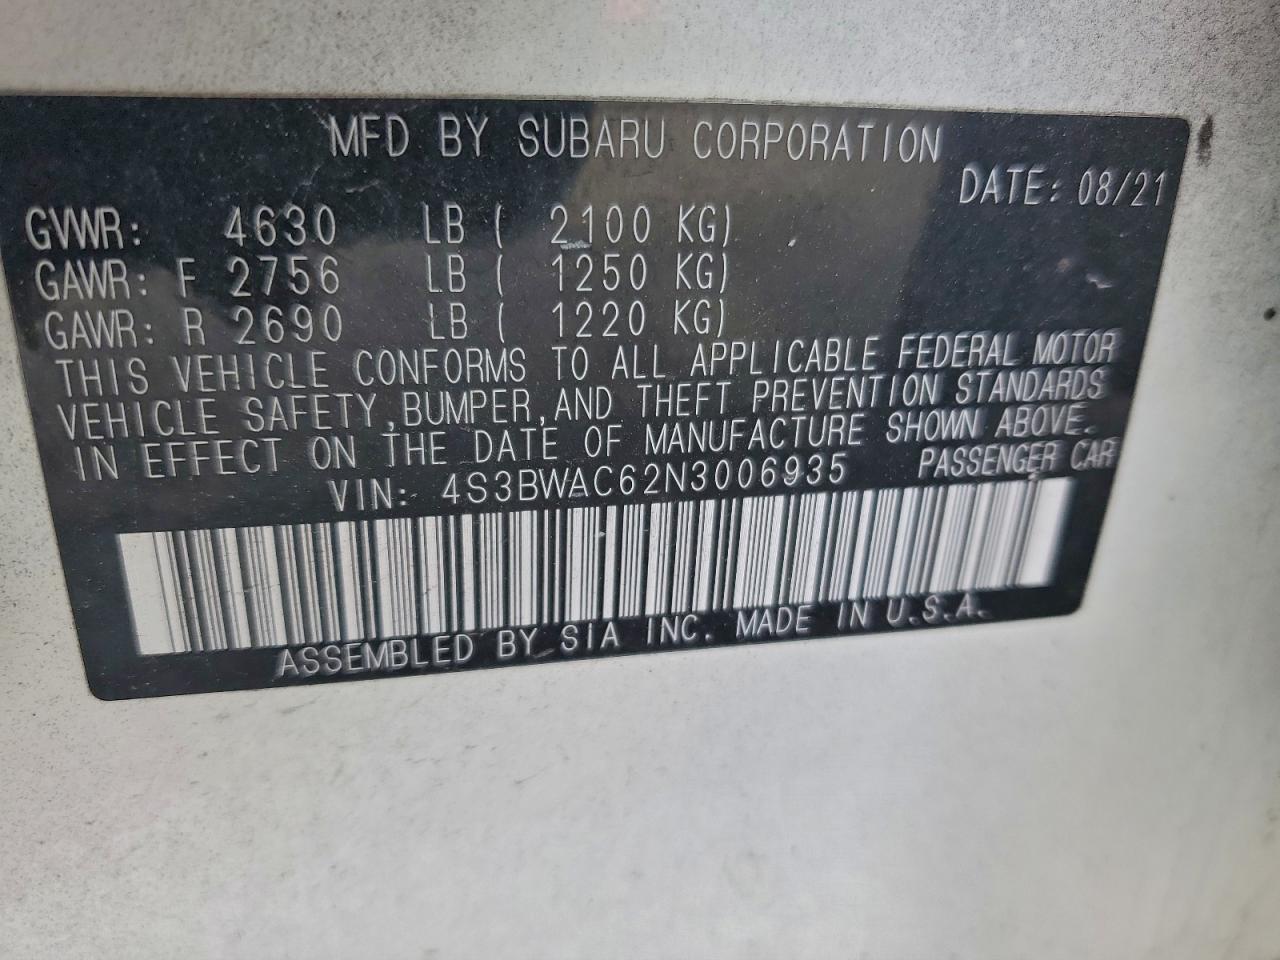 MFD BY SUBARU CORPORATION
DATE: 08/21
GVWR: 4630 LB ( 2100 KG)
GAWR: F 2756 LB ( 1250 KG)
GAWR: R 2690 LB ( 1220 KG)
THIS VEHICLE CONFORMS TO ALL APPLICABLE FEDERAL MOTOR
VEHICLE SAFETY,BUMPER,AND THEFT PREVENTION STANDARDS
IN EFFECT ON THE DATE OF MANUFACTURE SHOWN ABOVE.
VIN: 4S3BWAC62N3006935 PASSENGER CAR
ASSEMBLED BY SIA INC. MADE IN U.S.A.